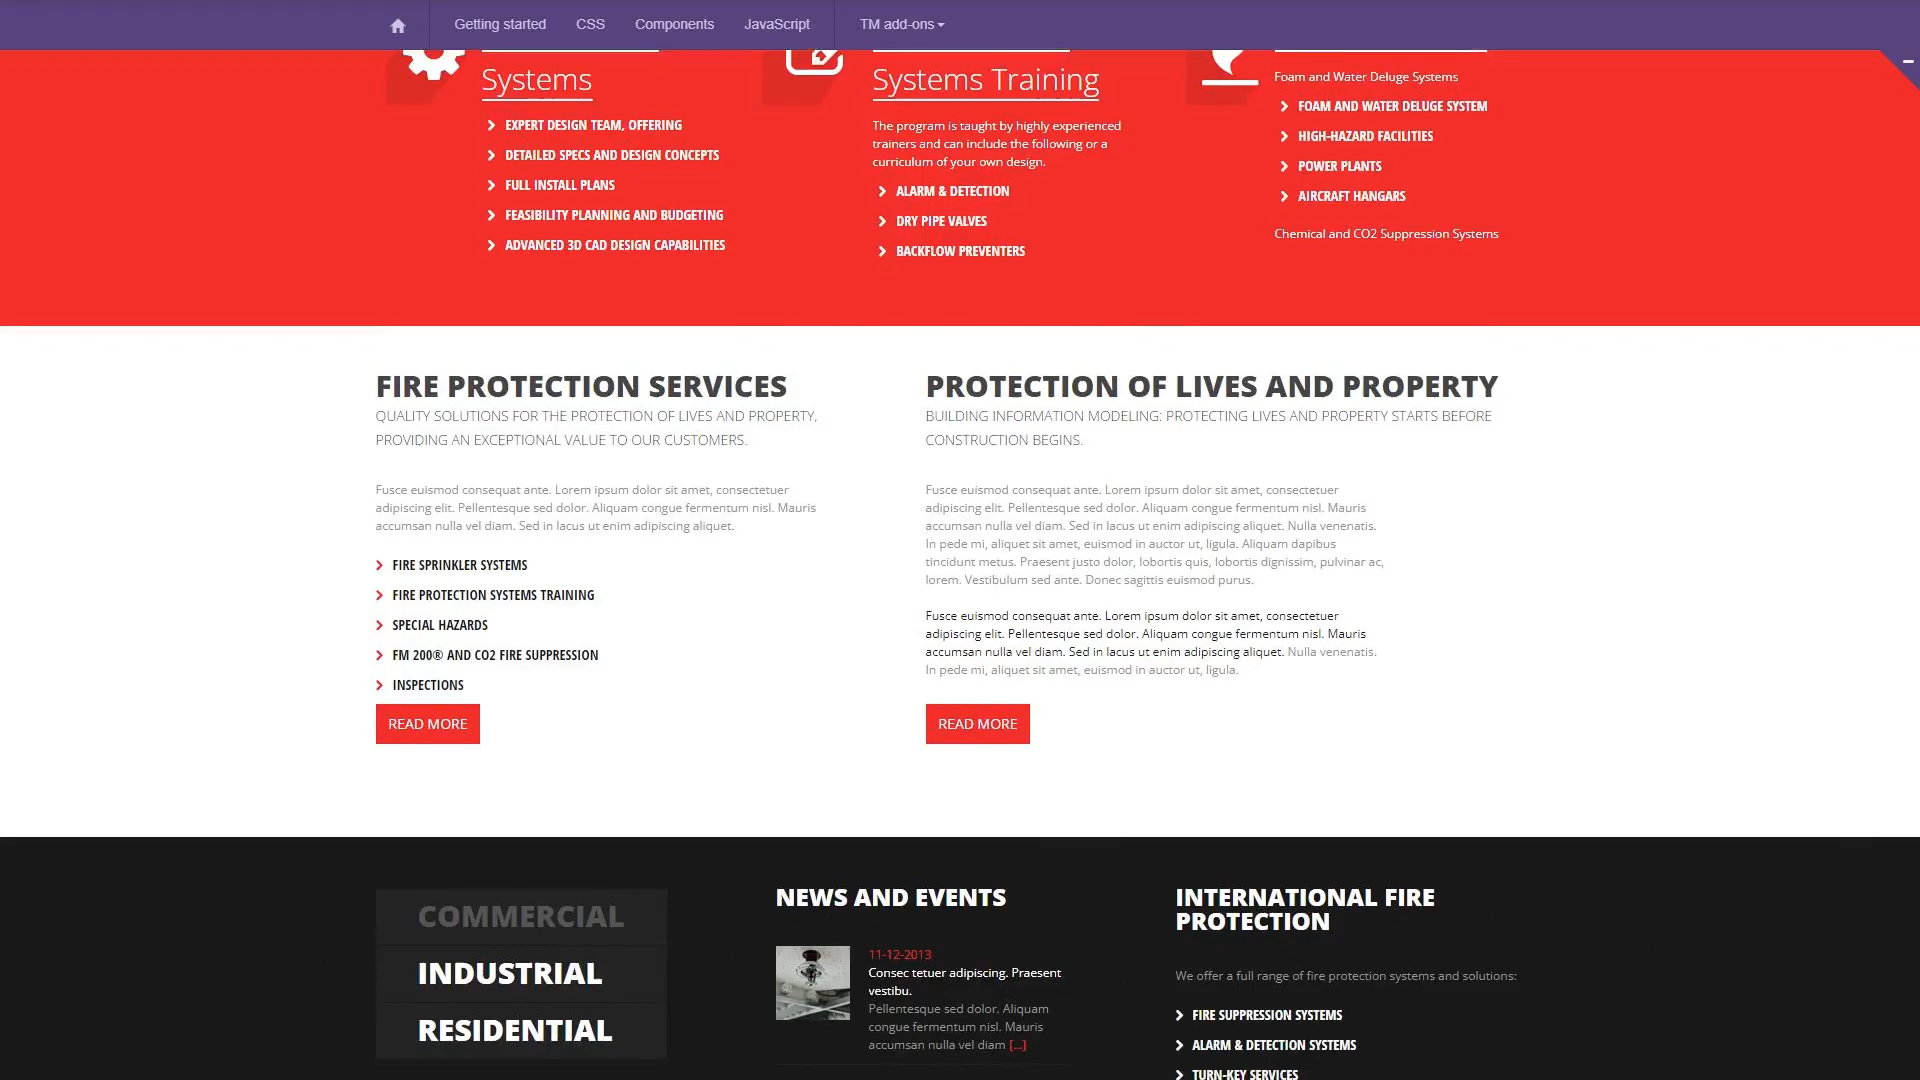 Getting started CSS Components JavaScript TM add-ons
Systems
EXPERT DESIGN TEAM, OFFERING
DETAILED SPECS AND DESIGN CONCEPTS
FULL INSTALL PLANS
FEASIBILITY PLANNING AND BUDGETING
ADVANCED 3D CAD DESIGN CAPABILITIES
Systems Training
The program is taught by highly experienced
trainers and can include the following or a
curriculum of your own design.
ALARM & DETECTION
DRY PIPE VALVES
BACKFLOW PREVENTERS
Foam and Water Deluge Systems
FOAM AND WATER DELUGE SYSTEM
HIGH-HAZARD FACILITIES
POWER PLANTS
AIRCRAFT HANGARS
Chemical and CO2 Suppression Systems
FIRE PROTECTION SERVICES
QUALITY SOLUTIONS FOR THE PROTECTION OF LIVES AND PROPERTY,
PROVIDING AN EXCEPTIONAL VALUE TO OUR CUSTOMERS.
Fusce euismod consequat ante. Lorem ipsum dolor sit amet, consectetuer
adipiscing elit. Pellentesque sed dolor. Aliquam congue fermentum nisl. Mauris
accumsan nulla vel diam. Sed in lacus ut enim adipiscing aliquet.
FIRE SPRINKLER SYSTEMS
FIRE PROTECTION SYSTEMS TRAINING
SPECIAL HAZARDS
FM 200® AND CO2 FIRE SUPPRESSION
INSPECTIONS
READ MORE
PROTECTION OF LIVES AND PROPERTY
BUILDING INFORMATION MODELING: PROTECTING LIVES AND PROPERTY STARTS BEFORE
CONSTRUCTION BEGINS.
Fusce euismod consequat ante. Lorem ipsum dolor sit amet, consectetuer
adipiscing elit. Pellentesque sed dolor. Aliquam congue fermentum nisl. Mauris
accumsan nulla vel diam. Sed in lacus ut enim adipiscing aliquet. Nulla venenatis.
In pede mi, aliquet sit amet, euismod in auctor ut, ligula. Aliquam dapibus
tincidunt metus. Praesent justo dolor, lobortis quis, lobortis dignissim, pulvinar ac,
lorem. Vestibulum sed ante. Donec sagittis euismod purus.
Fusce euismod consequat ante. Lorem ipsum dolor sit amet, consectetuer
adipiscing elit. Pellentesque sed dolor. Aliquam congue fermentum nisl. Mauris
accumsan nulla vel diam. Sed in lacus ut enim adipiscing aliquet. Nulla venenatis.
In pede mi, aliquet sit amet, euismod in auctor ut, ligula.
READ MORE
COMMERCIAL
INDUSTRIAL
RESIDENTIAL
NEWS AND EVENTS
11-12-2013
Consec tetuer adipiscing. Praesent
vestibu.
Pellentesque sed dolor. Aliquam
congue fermentum nisl. Mauris
accumsan nulla vel diam [...]
INTERNATIONAL FIRE
PROTECTION
We offer a full range of fire protection systems and solutions:
FIRE SUPPRESSION SYSTEMS
ALARM & DETECTION SYSTEMS
TURN-KEY SERVICES